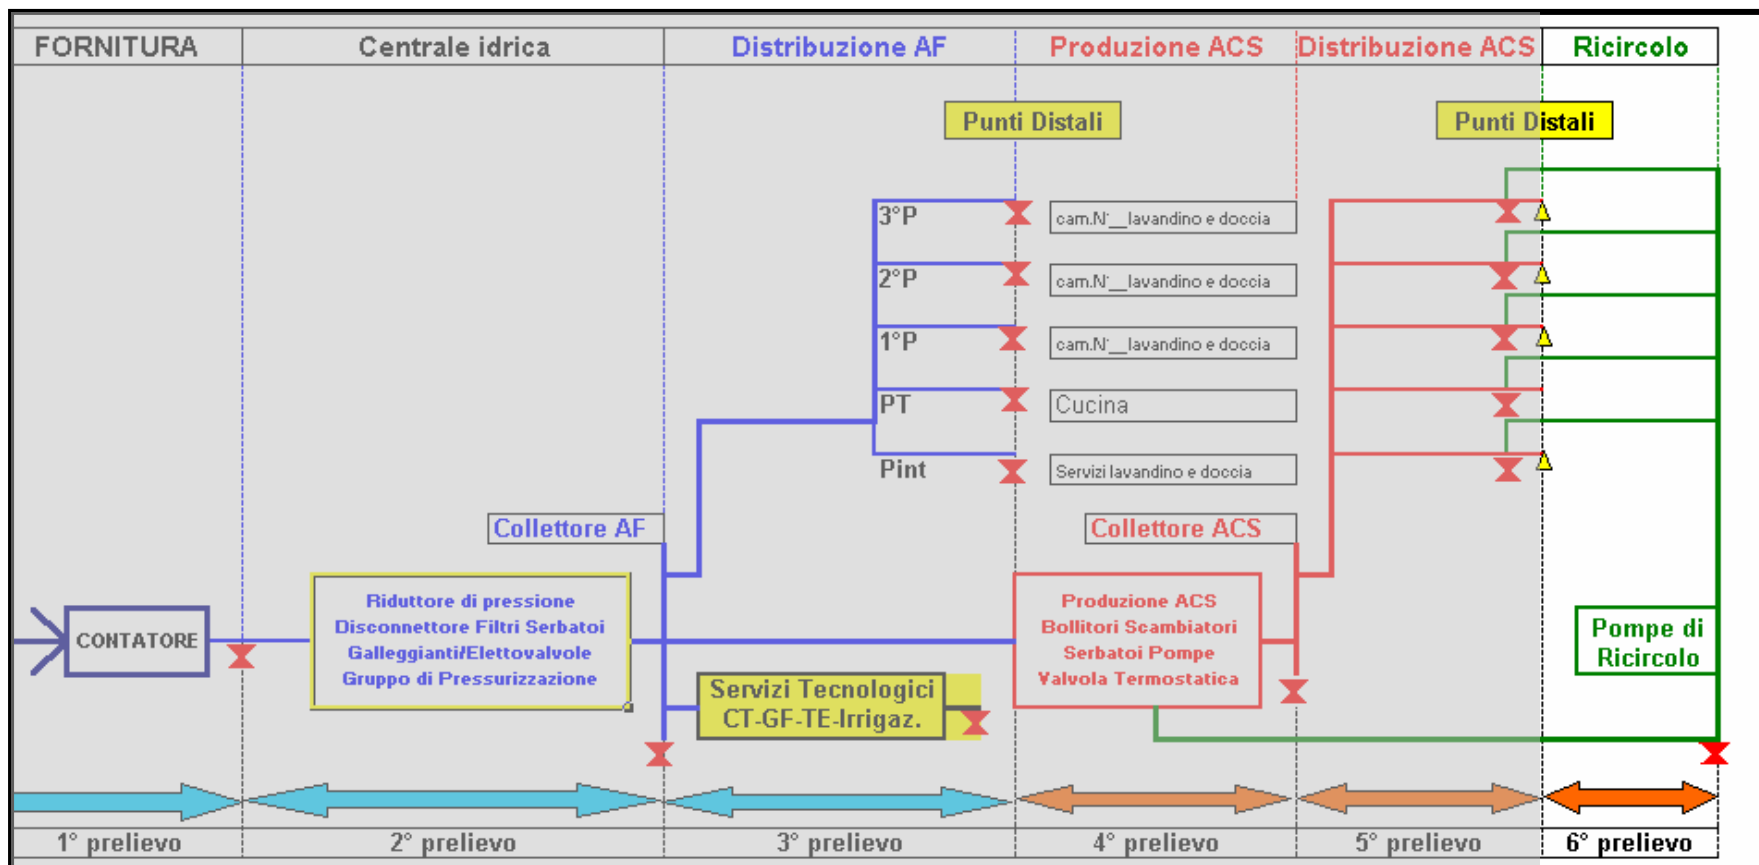 FORNITURA
Centrale idrica
Distribuzione AF
Produzione ACS
Distribuzione ACS
Ricircolo
Punti Distali
Punti Distali
3°P
cam.N°__lavandino e doccia
2°P
cam.N°__lavandino e doccia
1°P
cam.N°__lavandino e doccia
PT
Cucina
Pint
Servizi lavandino e doccia
Collettore AF
Collettore ACS
CONTATORE
Riduttore di pressione
Disconnettore Filtri Serbatoi
Galleggianti/Elettovalvole
Gruppo di Pressurizzazione
Produzione ACS
Bollitori Scambiatori
Serbatoi Pompe
Valvola Termostatica
Pompe di
Ricircolo
Servizi Tecnologici
CT-GF-TE-Irrigaz.
1° prelievo
2° prelievo
3° prelievo
4° prelievo
5° prelievo
6° prelievo